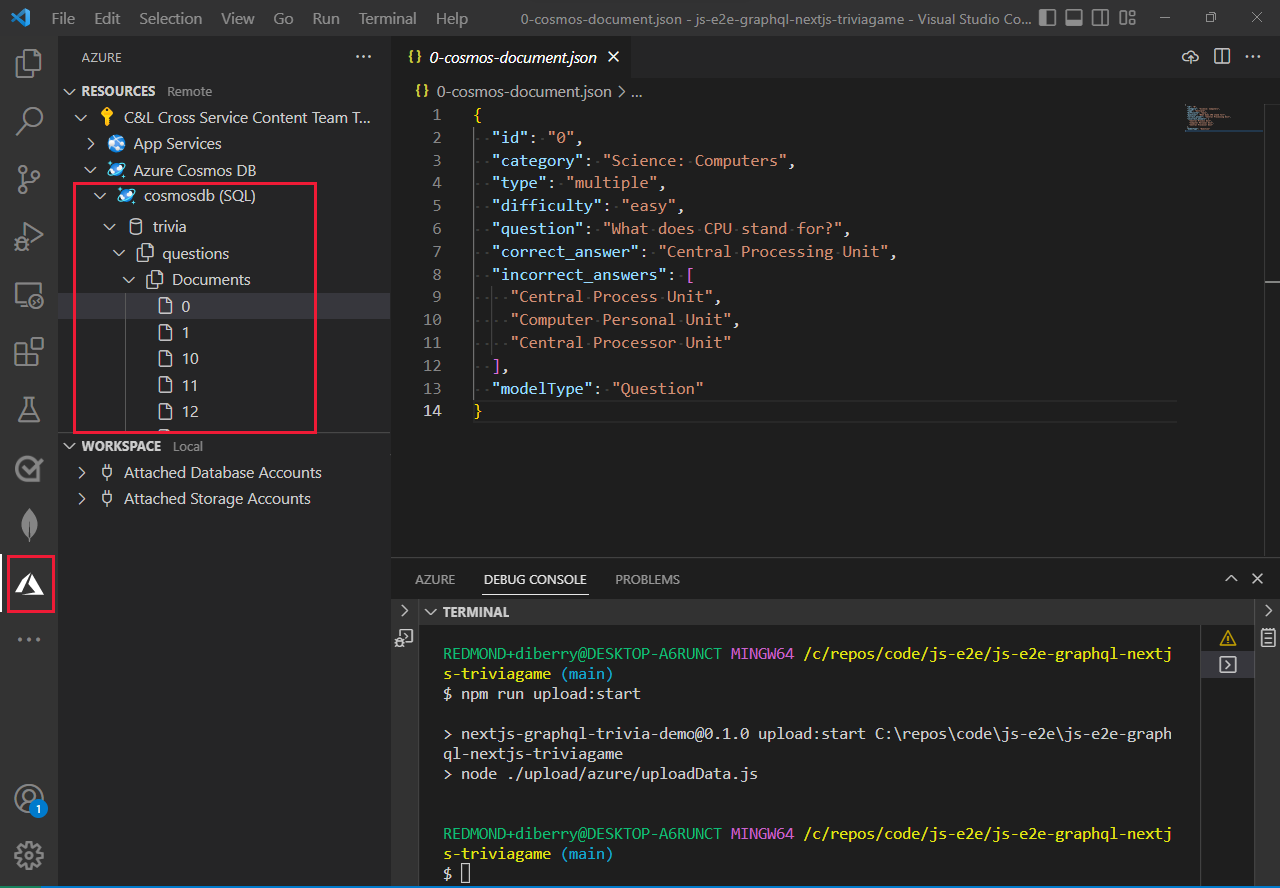 File Edit Selection View Go Run Terminal Help 0-cosmos-document.json - js-e2e-graphql-nextjs-triviagame - Visual Studio Co...
AZURE
RESOURCES Remote
C&L Cross Service Content Team T...
App Services
Azure Cosmos DB
cosmosdb (SQL)
trivia
questions
Documents
0
1
10
11
12
WORKSPACE Local
Attached Database Accounts
Attached Storage Accounts
1
{} 0-cosmos-document.json
{} 0-cosmos-document.json > ...
1 {
2 "id": "0",
3 "category": "Science: Computers",
4 "type": "multiple",
5 "difficulty": "easy",
6 "question": "What does CPU stand for?",
7 "correct_answer": "Central Processing Unit",
8 "incorrect_answers": [
9 "Central Process Unit",
10 "Computer Personal Unit",
11 "Central Processor Unit"
12 ],
13 "modelType": "Question"
14 }
AZURE DEBUG CONSOLE PROBLEMS
TERMINAL
REDMOND+diberry@DESKTOP-A6RUNCT MINGW64 /c/repos/code/js-e2e/js-e2e-graphql-nextj
s-triviagame (main)
$ npm run upload:start
> nextjs-graphql-trivia-demo@0.1.0 upload:start C:\repos\code\js-e2e\js-e2e-graph
ql-nextjs-triviagame
> node ./upload/azure/uploadData.js
REDMOND+diberry@DESKTOP-A6RUNCT MINGW64 /c/repos/code/js-e2e/js-e2e-graphql-nextj
s-triviagame (main)
$